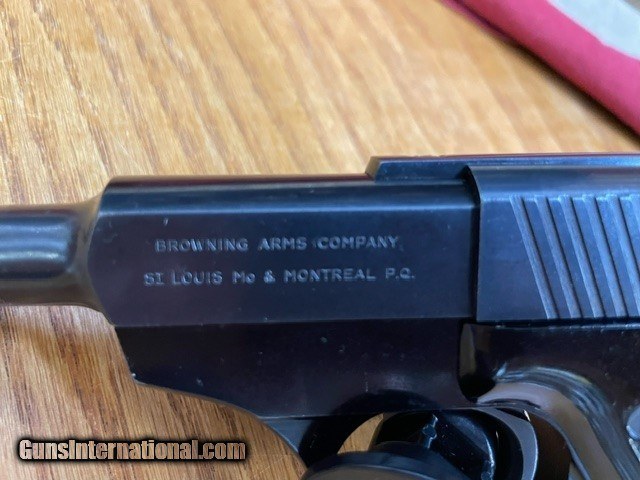 BROWNING ARMS COMPANY
ST LOUIS Mo & MONTREAL P.Q.
GunsInternational.com